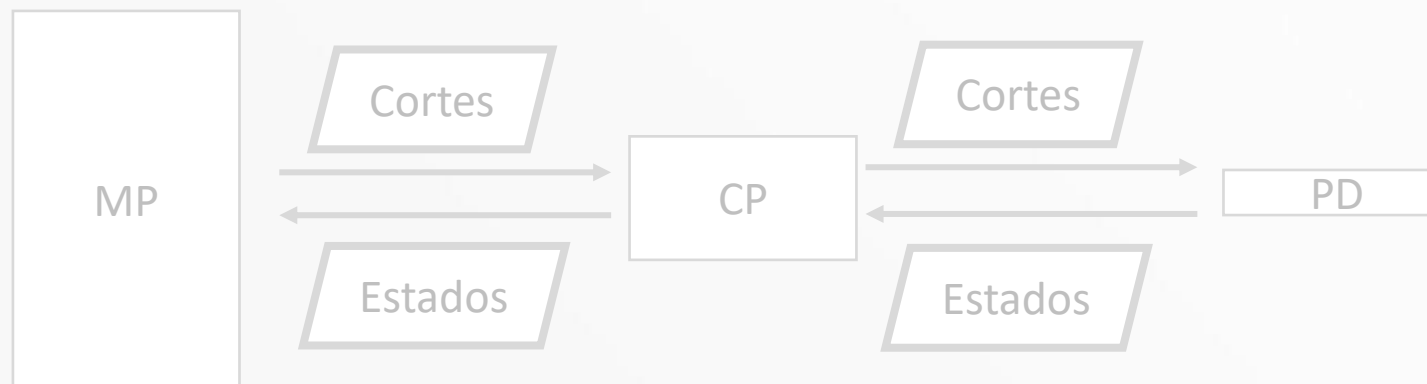 MP
Cortes
Estados
CP
Cortes
Estados
PD